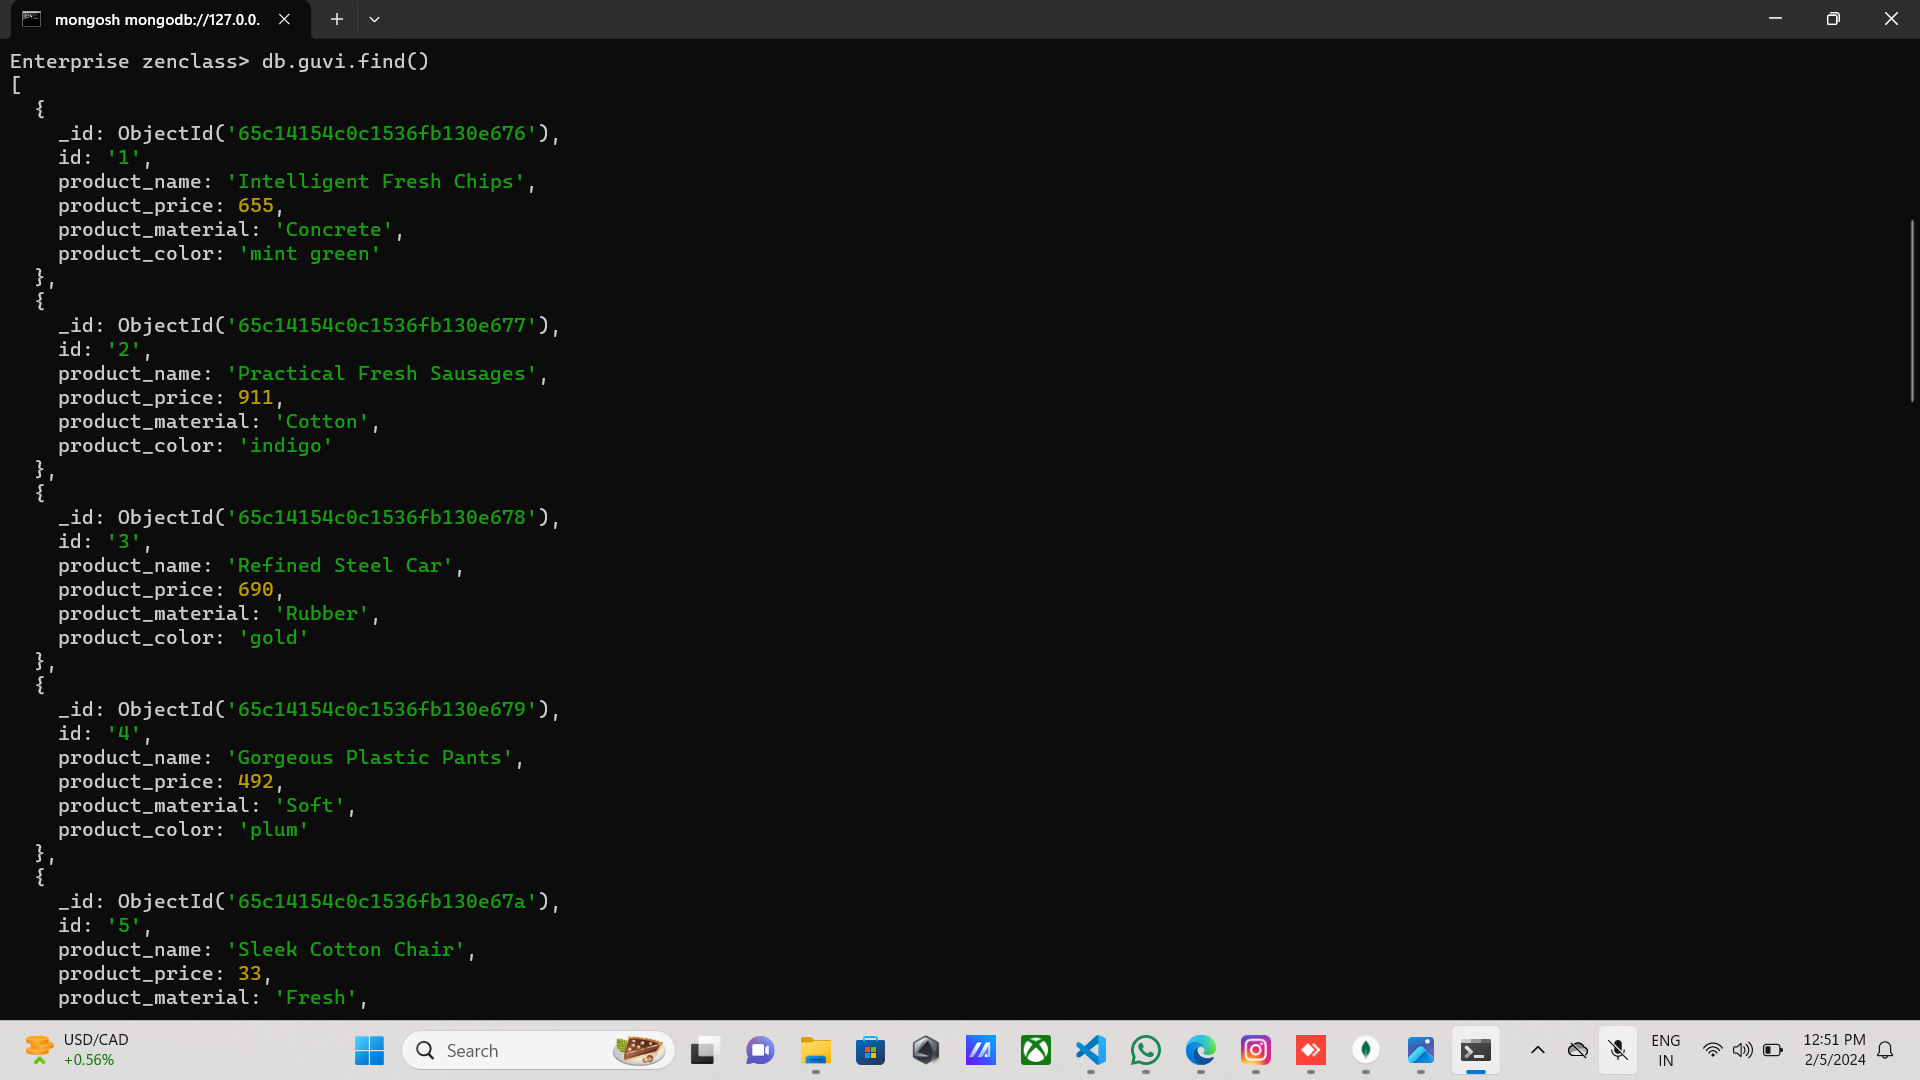 mongosh mongodb://127.0.0.
Enterprise zenclass> db.guvi.find()
[
  {
    _id: ObjectId('65c14154c0c1536fb130e676'),
    id: '1',
    product_name: 'Intelligent Fresh Chips',
    product_price: 655,
    product_material: 'Concrete',
    product_color: 'mint green'
  },
  {
    _id: ObjectId('65c14154c0c1536fb130e677'),
    id: '2',
    product_name: 'Practical Fresh Sausages',
    product_price: 911,
    product_material: 'Cotton',
    product_color: 'indigo'
  },
  {
    _id: ObjectId('65c14154c0c1536fb130e678'),
    id: '3',
    product_name: 'Refined Steel Car',
    product_price: 690,
    product_material: 'Rubber',
    product_color: 'gold'
  },
  {
    _id: ObjectId('65c14154c0c1536fb130e679'),
    id: '4',
    product_name: 'Gorgeous Plastic Pants',
    product_price: 492,
    product_material: 'Soft',
    product_color: 'plum'
  },
  {
    _id: ObjectId('65c14154c0c1536fb130e67a'),
    id: '5',
    product_name: 'Sleek Cotton Chair',
    product_price: 33,
    product_material: 'Fresh',
USD/CAD
+0.56%
Search
ENG
IN
12:51 PM
2/5/2024